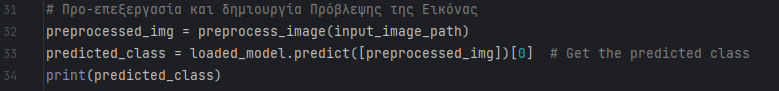 31 # Προ-επεξεργασία και δημιουργία Πρόβλεψης της Εικόνας
32 preprocessed_img = preprocess_image(input_image_path)
33 predicted_class = loaded_model.predict([preprocessed_img])[0]  # Get the predicted class
34 print(predicted_class)